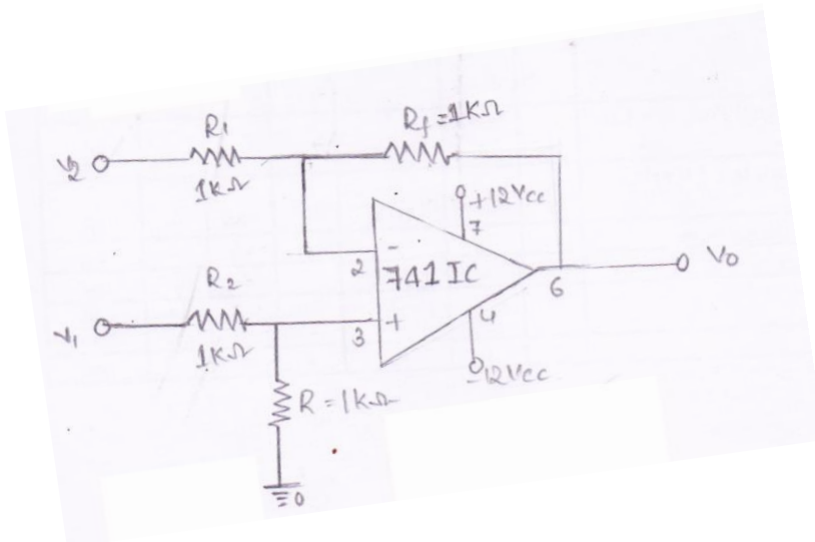 R1
Rf=1KΩ
V2
1KΩ
+12Vcc
7
-
2
741 IC
V0
6
R2
V1
+
3
4
1KΩ
-12Vcc
R=1KΩ
0